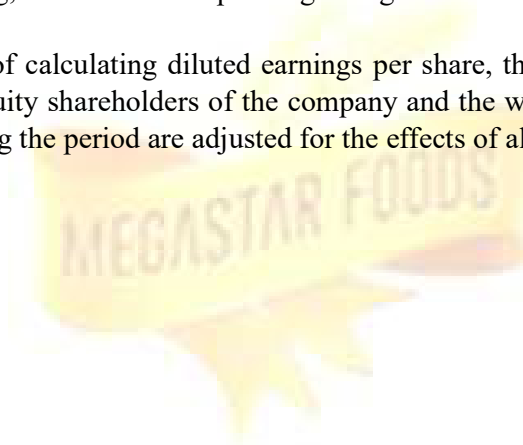 of calculating diluted earnings per share, th
uity shareholders of the company and the w
g the period are adjusted for the effects of al
MEGASTAR FOODS